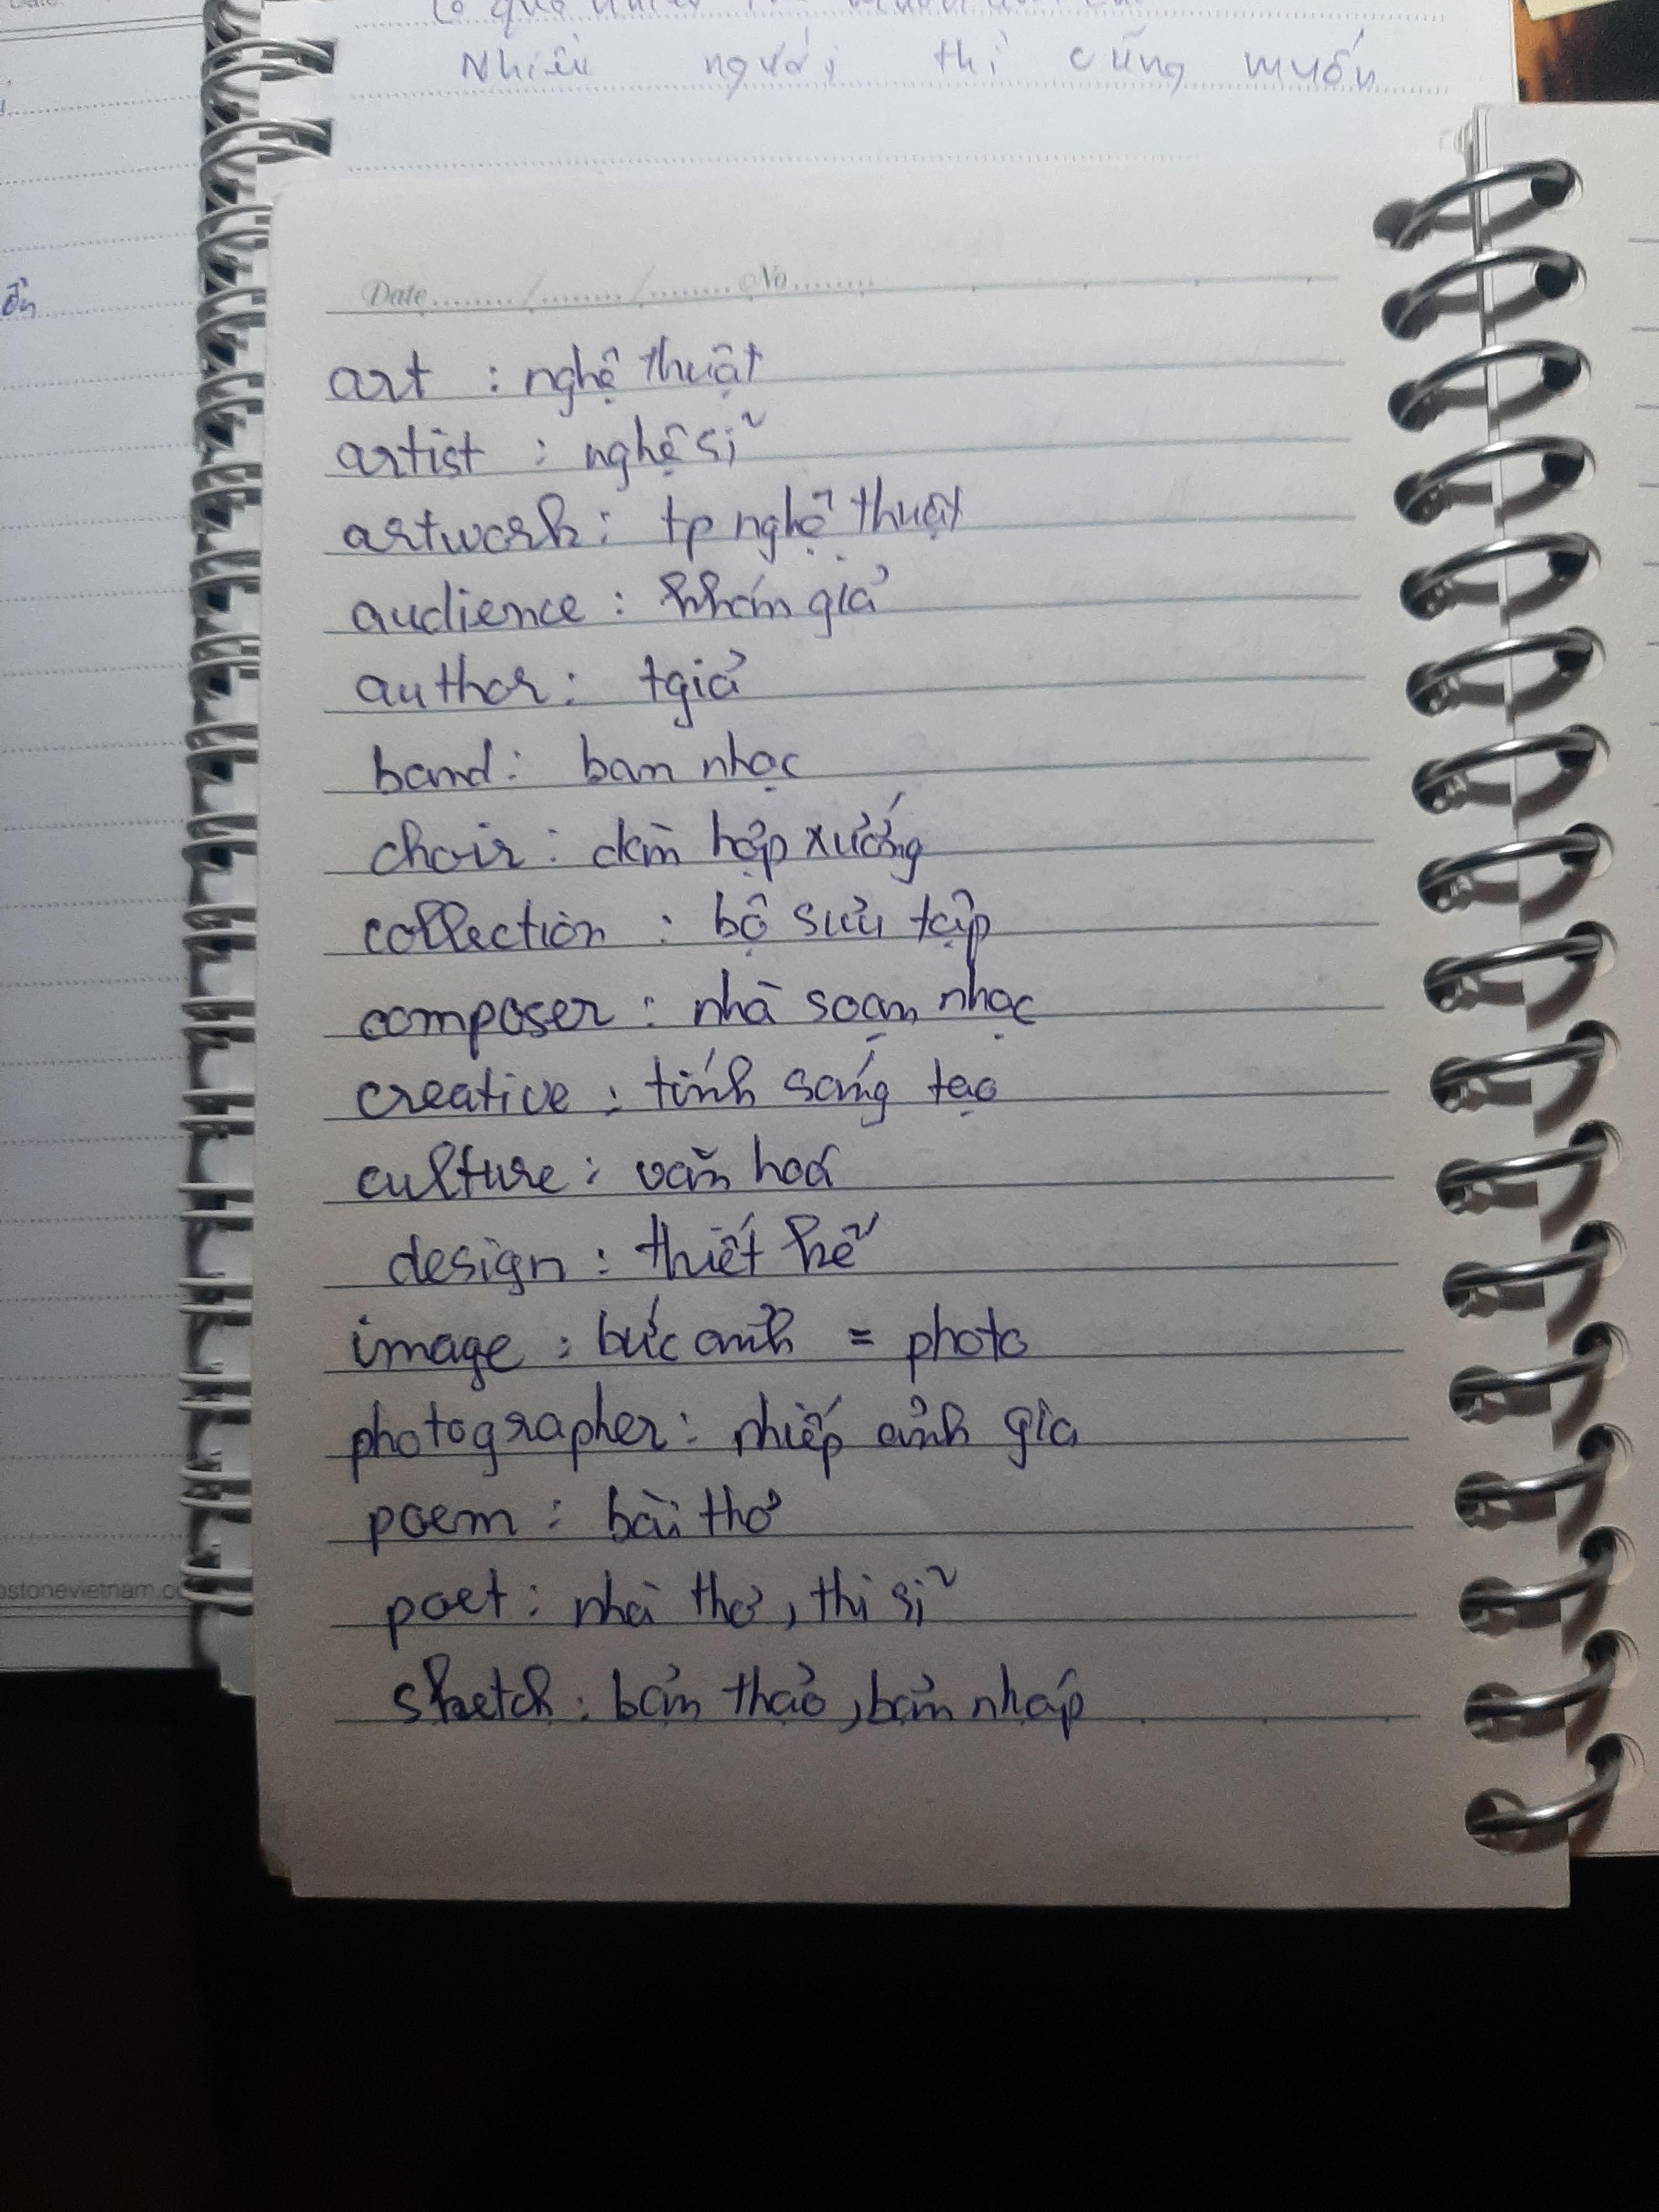 Nhiều người thì cũng muốn
Date ......../......../........ No ........
art : nghệ thuật
artist : nghệ sĩ
artwork : tp nghệ thuật
audience : khán giả
author : tgiả
band : ban nhạc
choir : dàn hợp xướng
collection : bộ sưu tập
composer : nhà soạn nhạc
creative : tính sáng tạo
culture : văn hoá
design : thiết kế
image : bức ảnh = photo
photographer : nhiếp ảnh gia
poem : bài thơ
poet : nhà thơ, thi sĩ
sketch : bản thảo, bản nháp